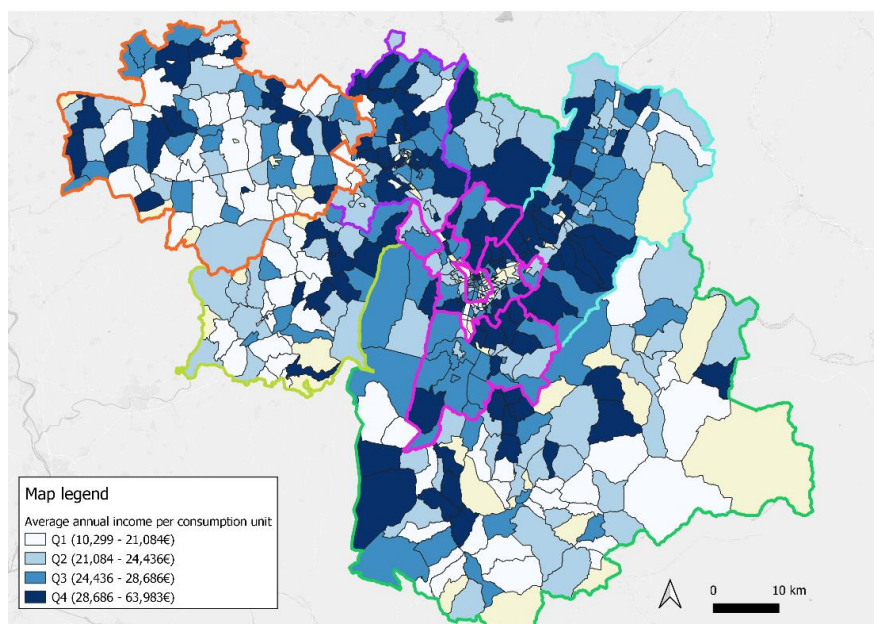 Map legend
Average annual income per consumption unit
Q1 (10,299 - 21,084€)
Q2 (21,084 - 24,436€)
Q3 (24,436 - 28,686€)
Q4 (28,686 - 63,983€)
0 10 km